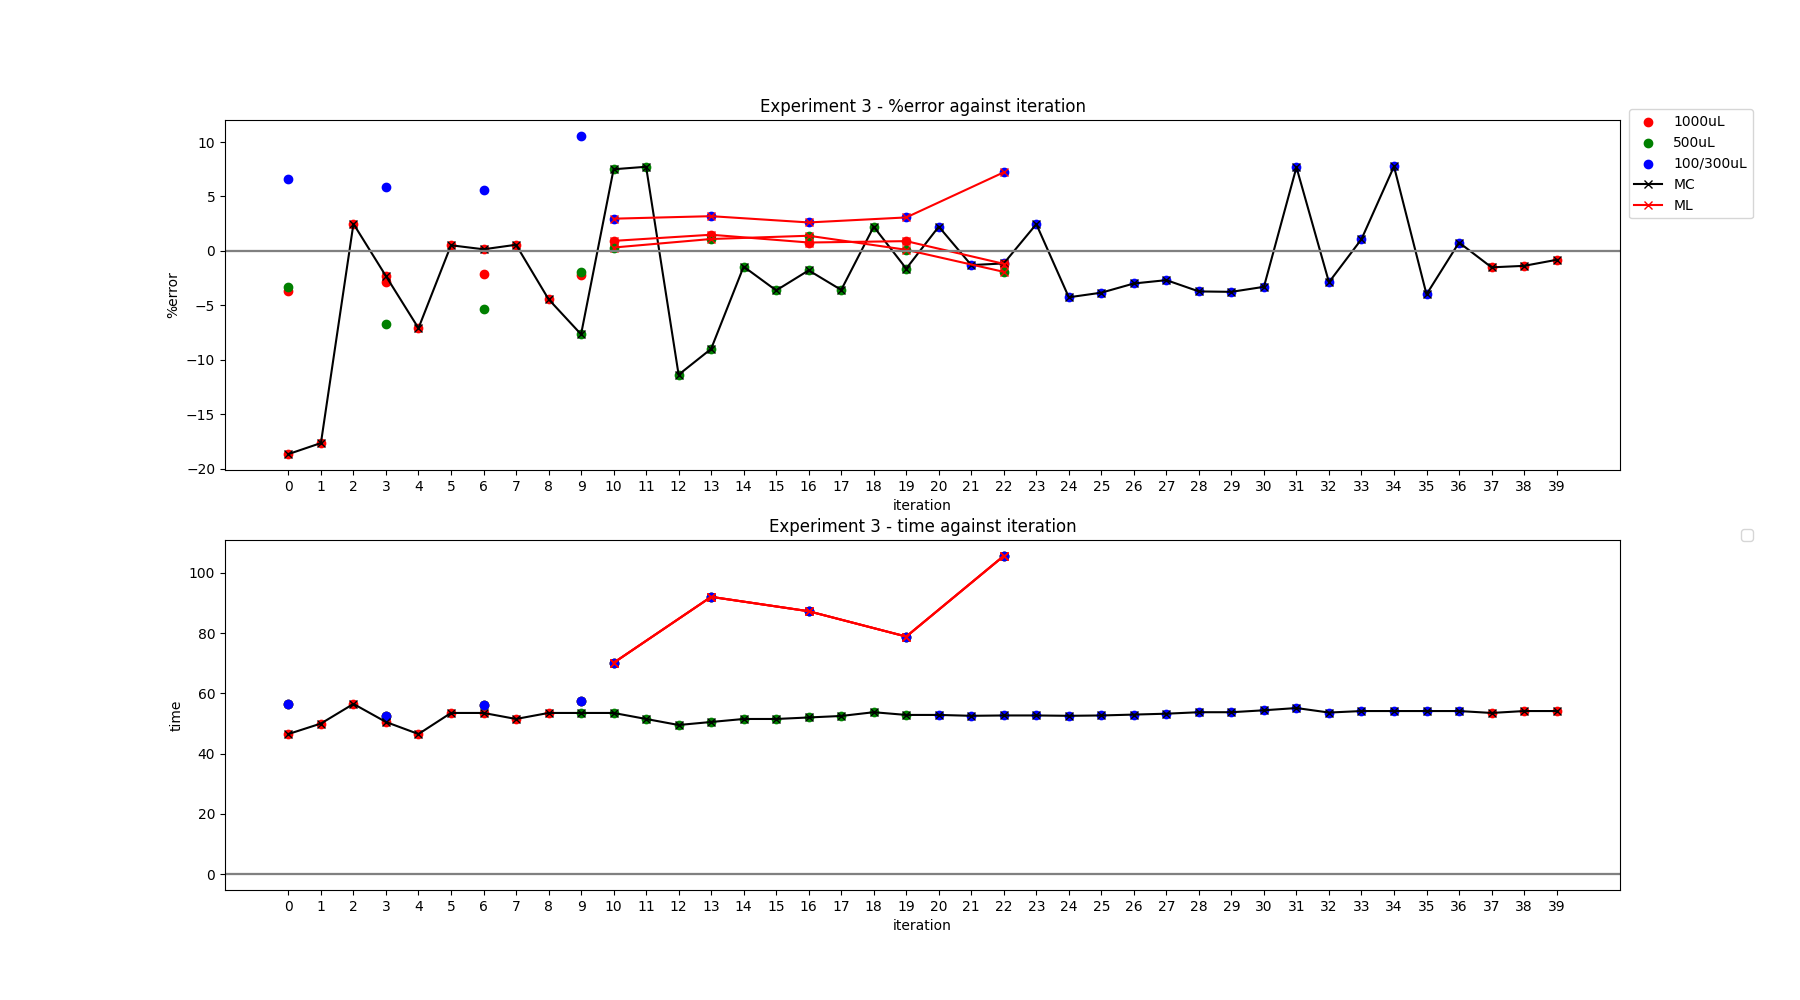 Experiment 3 - %error against iteration
1000uL
500uL
100/300uL
MC
ML
10
5
0
−5
−10
−15
−20
%error
0 1 2 3 4 5 6 7 8 9 10 11 12 13 14 15 16 17 18 19 20 21 22 23 24 25 26 27 28 29 30 31 32 33 34 35 36 37 38 39
iteration
Experiment 3 - time against iteration
100
80
60
40
20
0
time
0 1 2 3 4 5 6 7 8 9 10 11 12 13 14 15 16 17 18 19 20 21 22 23 24 25 26 27 28 29 30 31 32 33 34 35 36 37 38 39
iteration